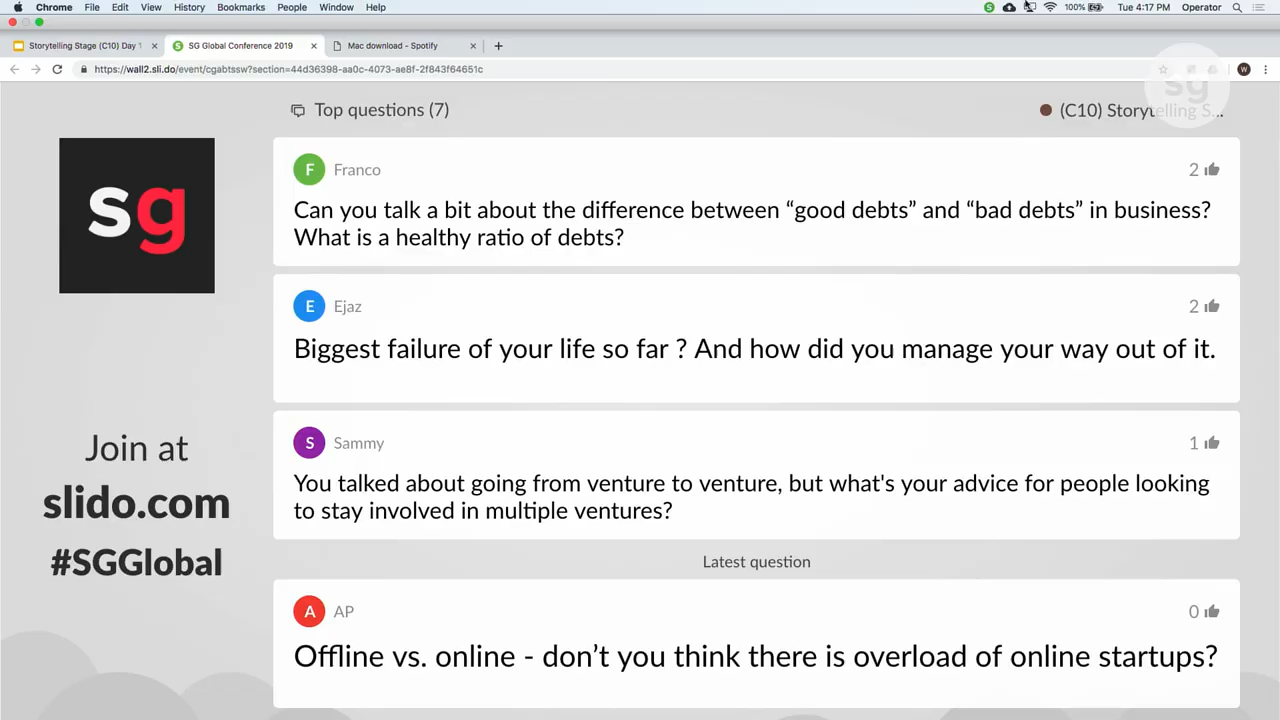 Chrome File Edit View History Bookmarks People Window Help
100% Tue 4:17 PM Operator
Storytelling Stage (C10) Day 1
SG Global Conference 2019
Mac download - Spotify
https://wall2.sli.do/event/cgabtssw?section=44d36398-aa0c-4073-ae8f-2f843f64651c
W
sg
Top questions (7)
(C10) Storytelling S...
sg
F Franco 2
Can you talk a bit about the difference between “good debts” and “bad debts” in business?
What is a healthy ratio of debts?
E Ejaz 2
Biggest failure of your life so far ? And how did you manage your way out of it.
S Sammy 1
You talked about going from venture to venture, but what's your advice for people looking
to stay involved in multiple ventures?
Join at
slido.com
#SGGlobal
Latest question
A AP 0
Offline vs. online - don’t you think there is overload of online startups?